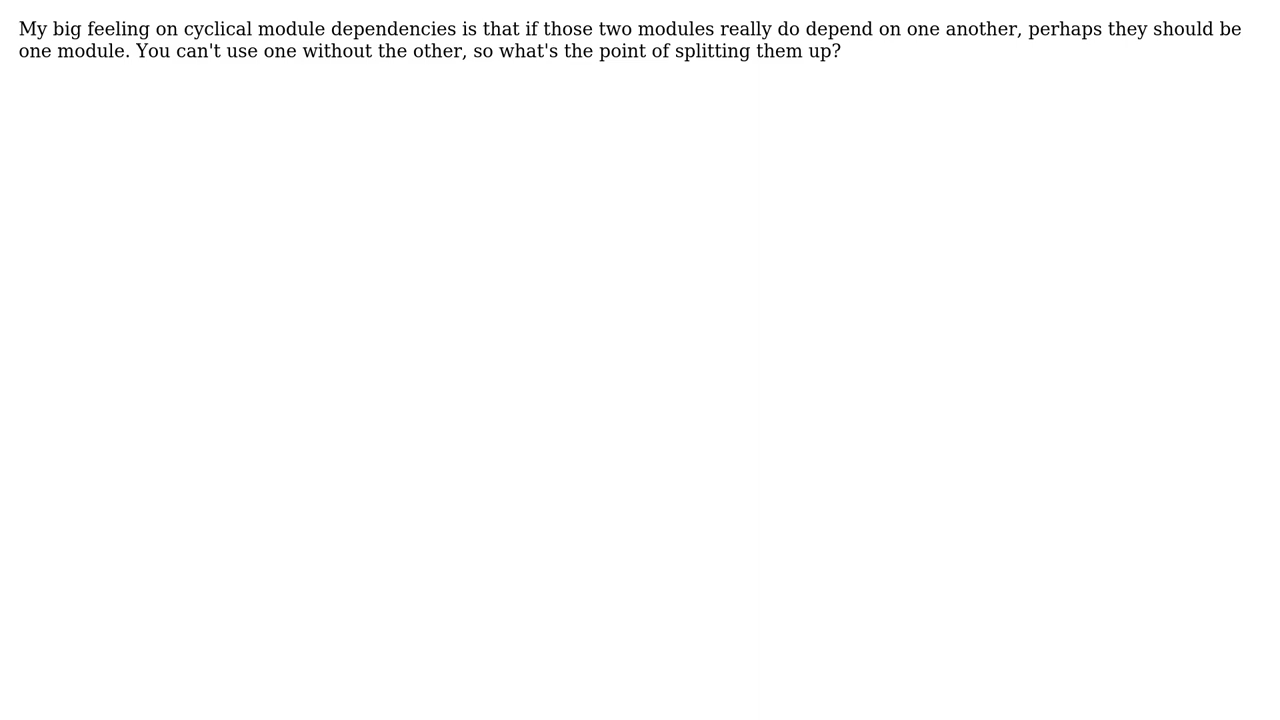 My big feeling on cyclical module dependencies is that if those two modules really do depend on one another, perhaps they should be
one module. You can't use one without the other, so what's the point of splitting them up?